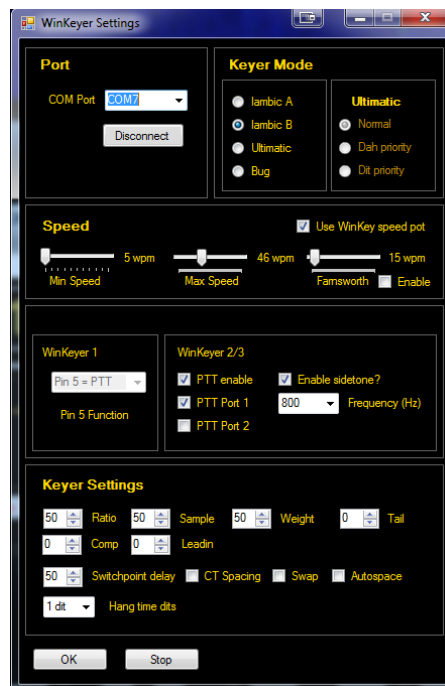 WinKeyer Settings
Port
COM Port COM7
Disconnect
Keyer Mode
Iambic A
Iambic B
Ultimatic
Bug
Ultimatic
Normal
Dah priority
Dit priority
Speed
Use WinKey speed pot
5 wpm 46 wpm 15 wpm
Min Speed Max Speed Farnsworth Enable
WinKeyer 1
Pin 5 = PTT
Pin 5 Function
WinKeyer 2/3
PTT enable Enable sidetone?
PTT Port 1 800 Frequency (Hz)
PTT Port 2
Keyer Settings
50 Ratio 50 Sample 50 Weight 0 Tail
0 Comp 0 Leadin
50 Switchpoint delay CT Spacing Swap Autospace
1 dit Hang time dits
OK Stop